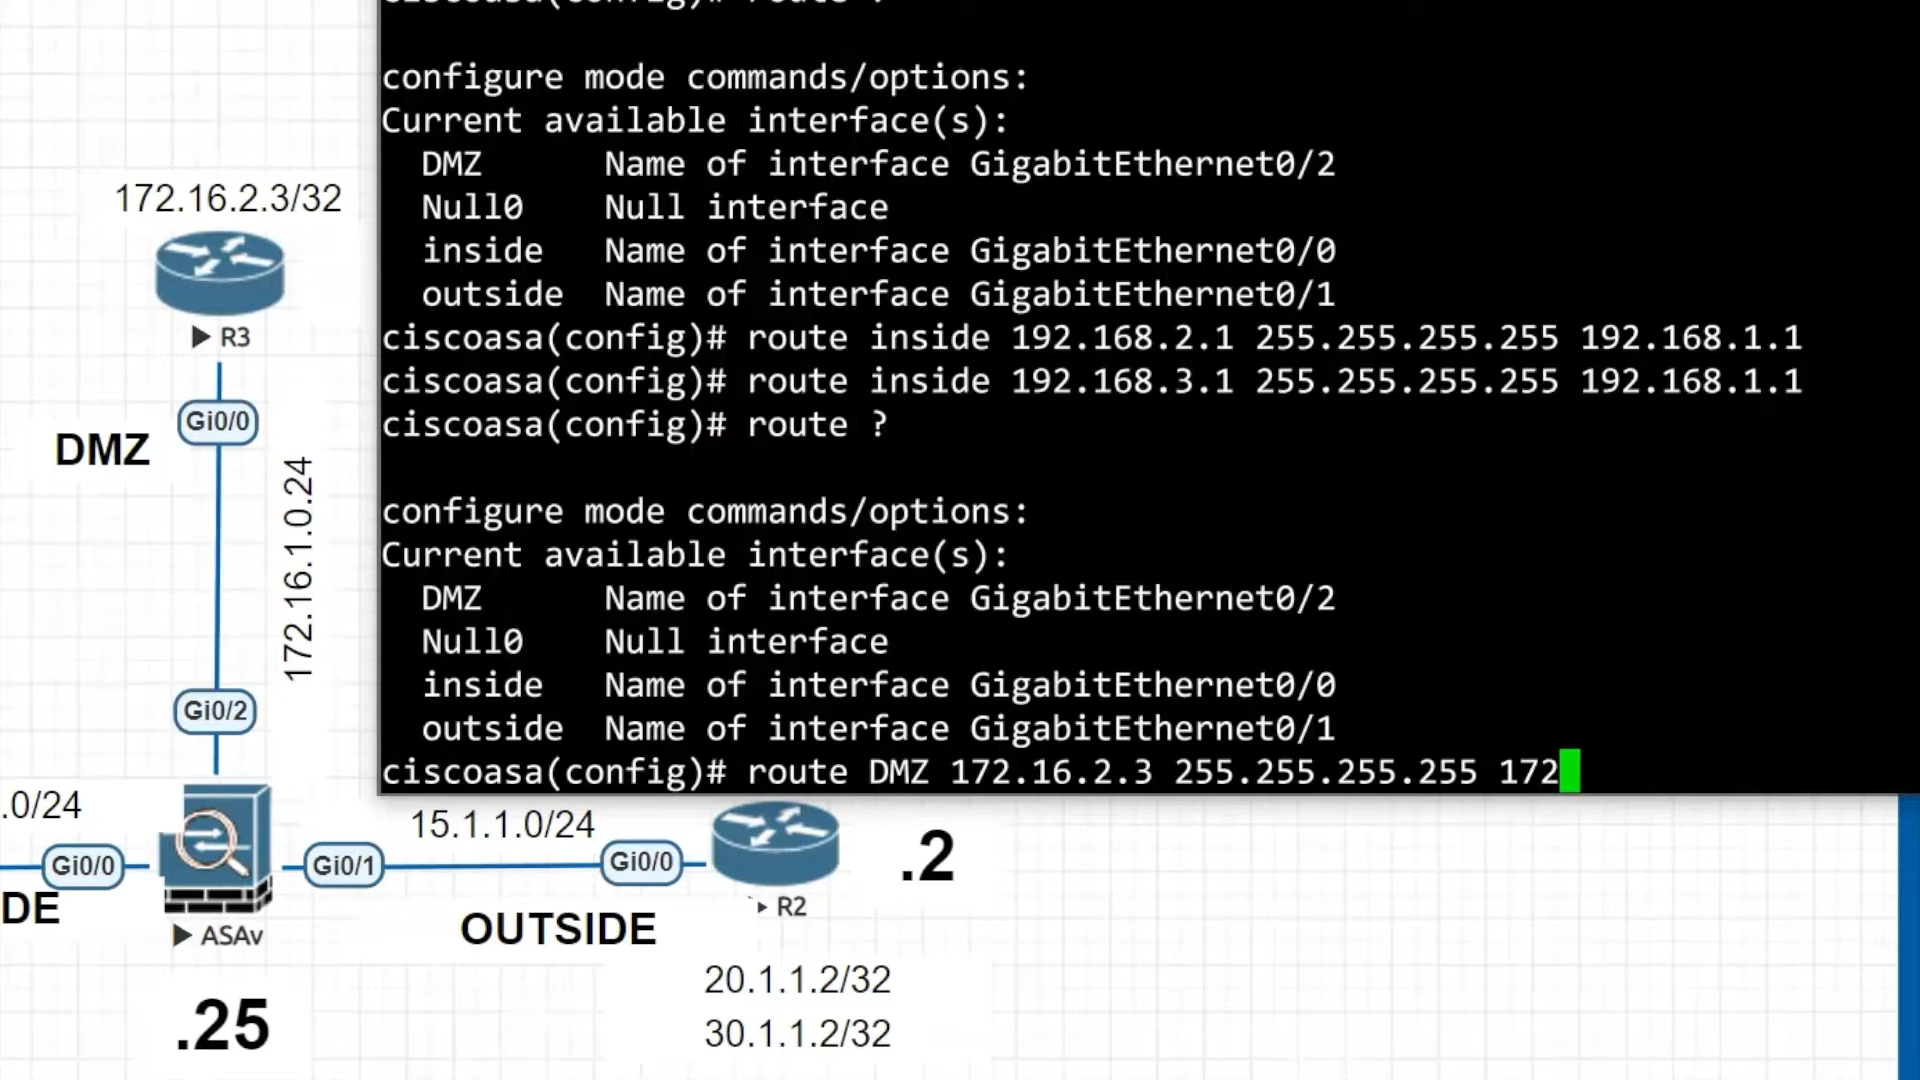 ciscoasa(config)# route ?
configure mode commands/options:
Current available interface(s):
DMZ Name of interface GigabitEthernet0/2
Null0 Null interface
inside Name of interface GigabitEthernet0/0
outside Name of interface GigabitEthernet0/1
ciscoasa(config)# route inside 192.168.2.1 255.255.255.255 192.168.1.1
ciscoasa(config)# route inside 192.168.3.1 255.255.255.255 192.168.1.1
ciscoasa(config)# route ?
configure mode commands/options:
Current available interface(s):
DMZ Name of interface GigabitEthernet0/2
Null0 Null interface
inside Name of interface GigabitEthernet0/0
outside Name of interface GigabitEthernet0/1
ciscoasa(config)# route DMZ 172.16.2.3 255.255.255.255 172
172.16.2.3/32
R3
Gi0/0
DMZ
172.16.1.0.24
Gi0/2
.0/24
Gi0/0
DE
ASAv
.25
Gi0/1
15.1.1.0/24
Gi0/0
OUTSIDE
R2
.2
20.1.1.2/32
30.1.1.2/32